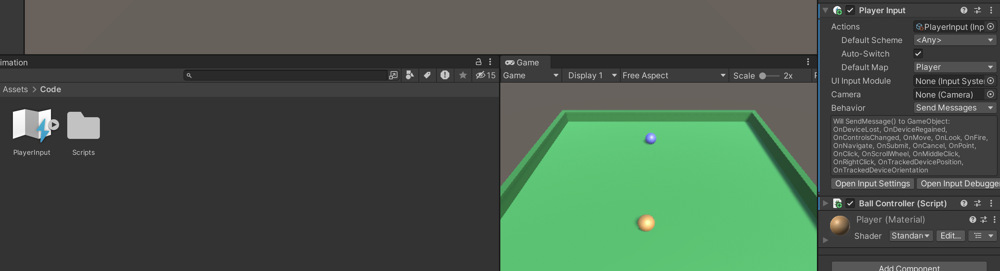 imation
15
Assets > Code
PlayerInput
Scripts
Game
Game
Display 1
Free Aspect
Scale
2x
Player Input
Actions
PlayerInput (Inp
Default Scheme
<Any>
Auto-Switch
Default Map
Player
UI Input Module
None (Input Syste
Camera
None (Camera)
Behavior
Send Messages
Will SendMessage() to GameObject:
OnDeviceLost, OnDeviceRegained,
OnControlsChanged, OnMove, OnLook, OnFire,
OnNavigate, OnSubmit, OnCancel, OnPoint,
OnClick, OnScrollWheel, OnMiddleClick,
OnRightClick, OnTrackedDevicePosition,
OnTrackedDeviceOrientation
Open Input Settings
Open Input Debugger
Ball Controller (Script)
Player (Material)
Shader
Standar
Edit...
Add Component